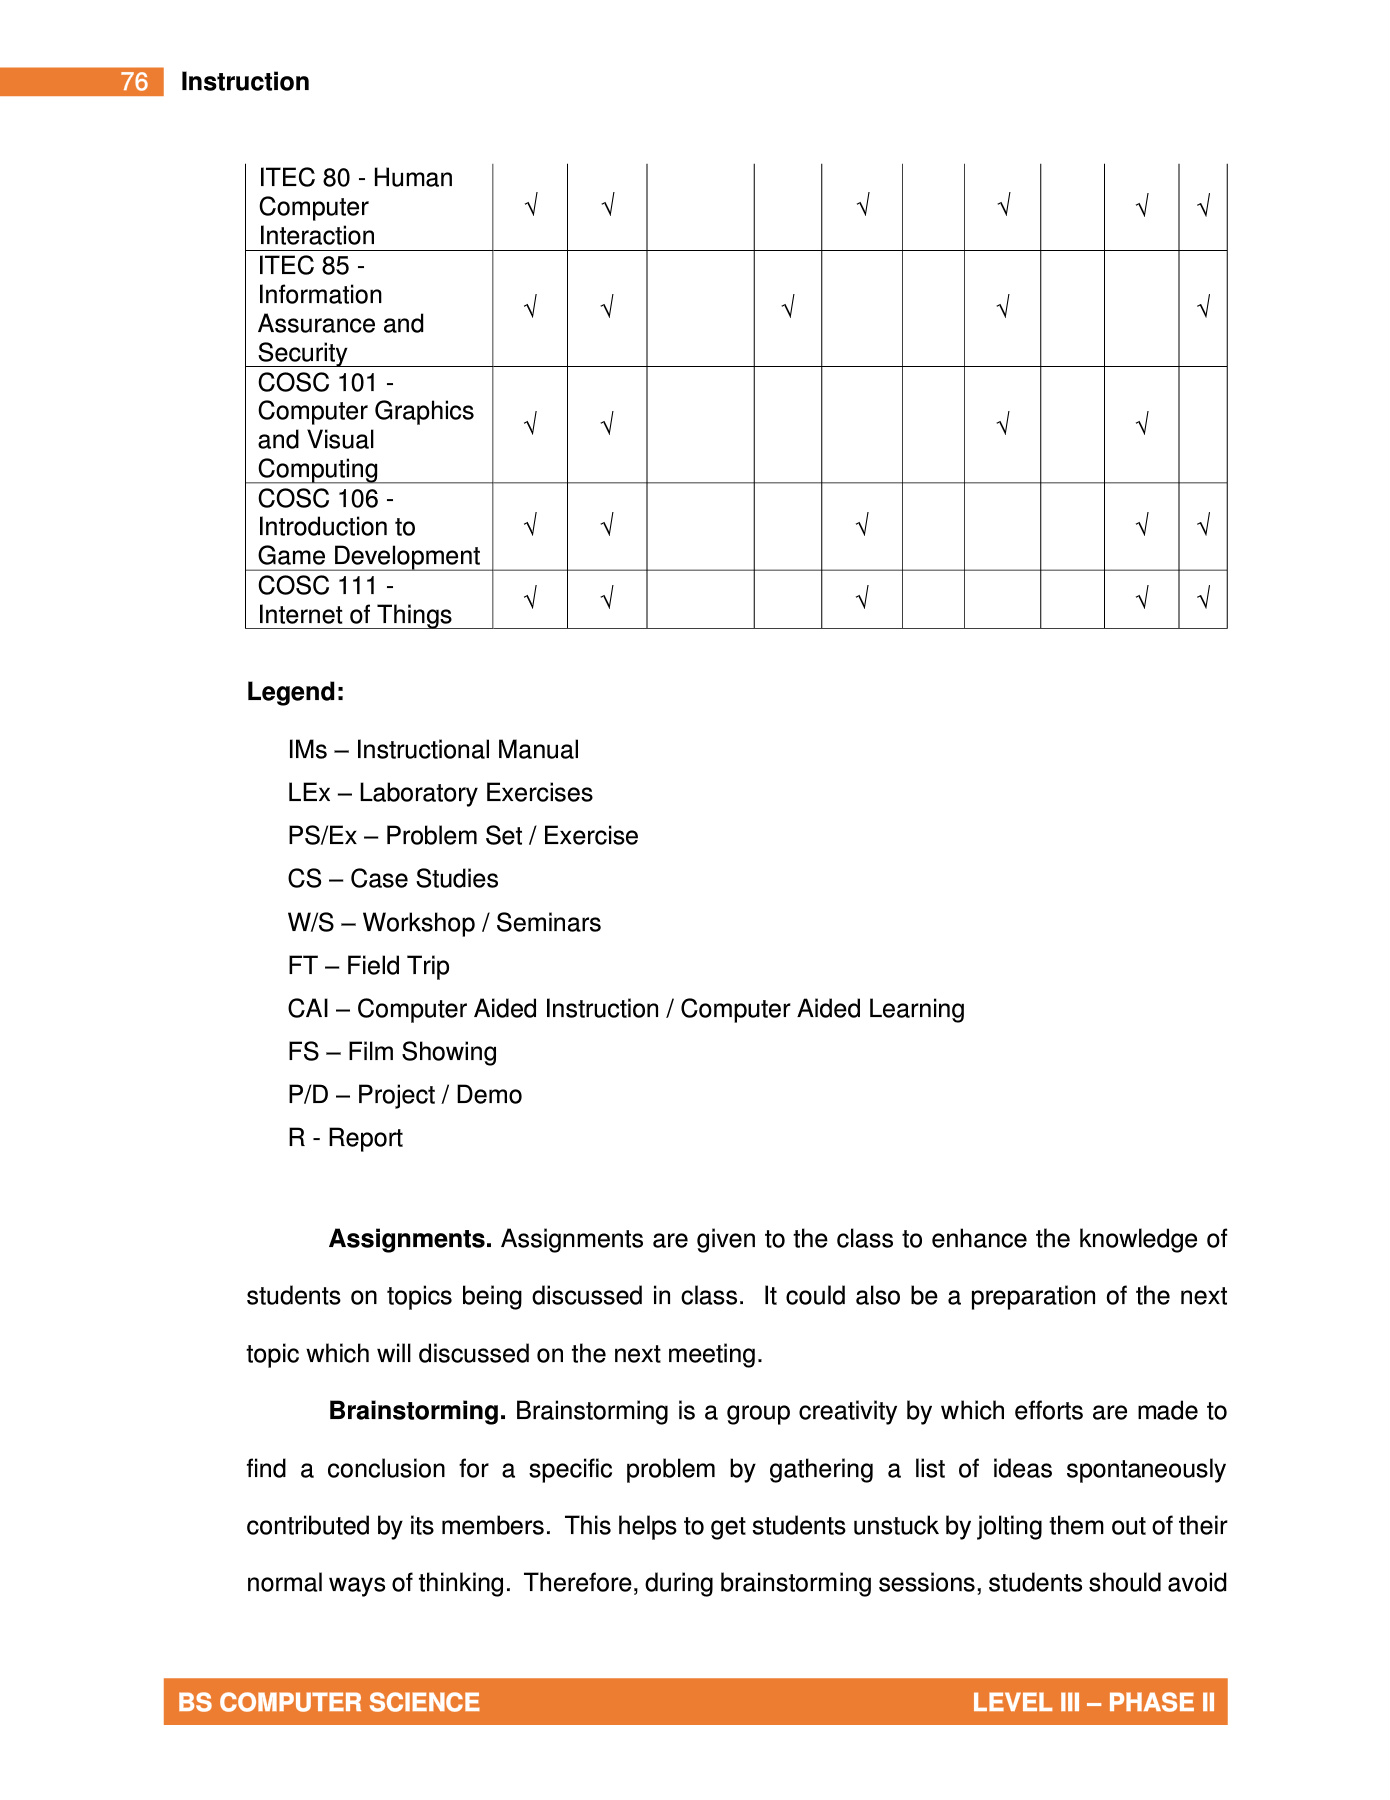 76 Instruction
ITEC 80 - Human
Computer
Interaction
√ √ √ √ √ √
ITEC 85 -
Information
Assurance and
Security
√ √ √ √ √
COSC 101 -
Computer Graphics
and Visual
Computing
√ √ √ √
COSC 106 -
Introduction to
Game Development
√ √ √ √ √
COSC 111 -
Internet of Things
√ √ √ √ √
Legend:
IMs – Instructional Manual
LEx – Laboratory Exercises
PS/Ex – Problem Set / Exercise
CS – Case Studies
W/S – Workshop / Seminars
FT – Field Trip
CAI – Computer Aided Instruction / Computer Aided Learning
FS – Film Showing
P/D – Project / Demo
R - Report
Assignments. Assignments are given to the class to enhance the knowledge of
students on topics being discussed in class. It could also be a preparation of the next
topic which will discussed on the next meeting.
Brainstorming. Brainstorming is a group creativity by which efforts are made to
find a conclusion for a specific problem by gathering a list of ideas spontaneously
contributed by its members. This helps to get students unstuck by jolting them out of their
normal ways of thinking. Therefore, during brainstorming sessions, students should avoid
BS COMPUTER SCIENCE LEVEL III – PHASE II